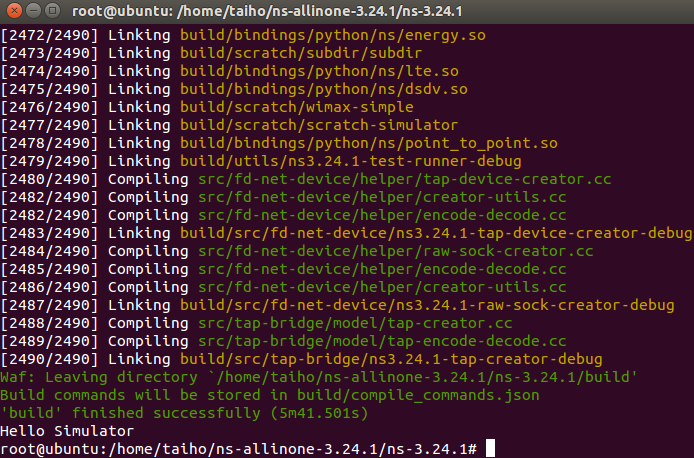 root@ubuntu: /home/taiho/ns-allinone-3.24.1/ns-3.24.1
[2472/2490] Linking build/bindings/python/ns/energy.so
[2473/2490] Linking build/scratch/subdir/subdir
[2474/2490] Linking build/bindings/python/ns/lte.so
[2475/2490] Linking build/bindings/python/ns/dsdv.so
[2476/2490] Linking build/scratch/wimax-simple
[2477/2490] Linking build/scratch/scratch-simulator
[2478/2490] Linking build/bindings/python/ns/point_to_point.so
[2479/2490] Linking build/utils/ns3.24.1-test-runner-debug
[2480/2490] Compiling src/fd-net-device/helper/tap-device-creator.cc
[2482/2490] Compiling src/fd-net-device/helper/creator-utils.cc
[2482/2490] Compiling src/fd-net-device/helper/encode-decode.cc
[2483/2490] Linking build/src/fd-net-device/ns3.24.1-tap-device-creator-debug
[2484/2490] Compiling src/fd-net-device/helper/raw-sock-creator.cc
[2485/2490] Compiling src/fd-net-device/helper/encode-decode.cc
[2486/2490] Compiling src/fd-net-device/helper/creator-utils.cc
[2487/2490] Linking build/src/fd-net-device/ns3.24.1-raw-sock-creator-debug
[2488/2490] Compiling src/tap-bridge/model/tap-creator.cc
[2489/2490] Compiling src/tap-bridge/model/tap-encode-decode.cc
[2490/2490] Linking build/src/tap-bridge/ns3.24.1-tap-creator-debug
Waf: Leaving directory `/home/taiho/ns-allinone-3.24.1/ns-3.24.1/build'
Build commands will be stored in build/compile_commands.json
'build' finished successfully (5m41.501s)
Hello Simulator
root@ubuntu:/home/taiho/ns-allinone-3.24.1/ns-3.24.1#